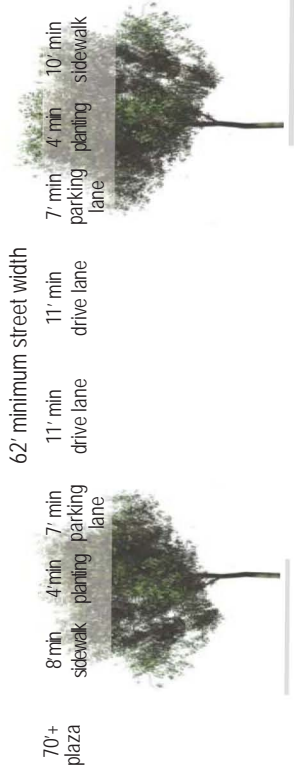 62' minimum street width
70'+
plaza
8'min
sidewalk
4'min
planting
7' min
parking
lane
11' min
drive lane
11' min
drive lane
7' min
parking
lane
4' min
planting
10' min
sidewalk